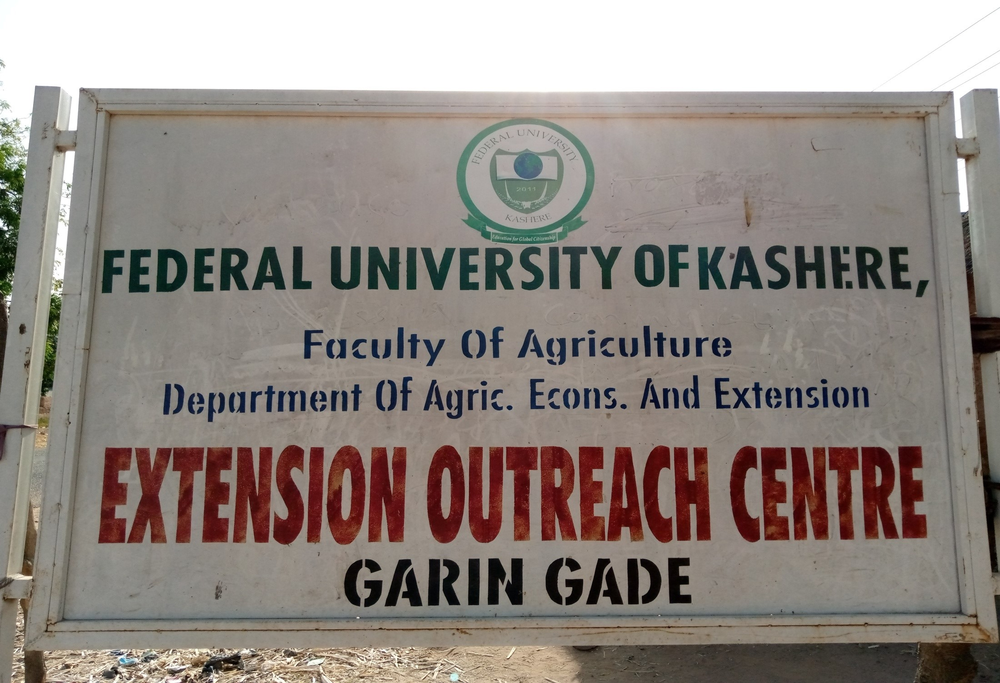 FEDERAL UNIVERSITY
2011
KASHERE
Education for Global Citizenship
FEDERAL UNIVERSITY OF KASHERE,
Faculty Of Agriculture
Department Of Agric. Econs. And Extension
EXTENSION OUTREACH CENTRE
GARIN GADE